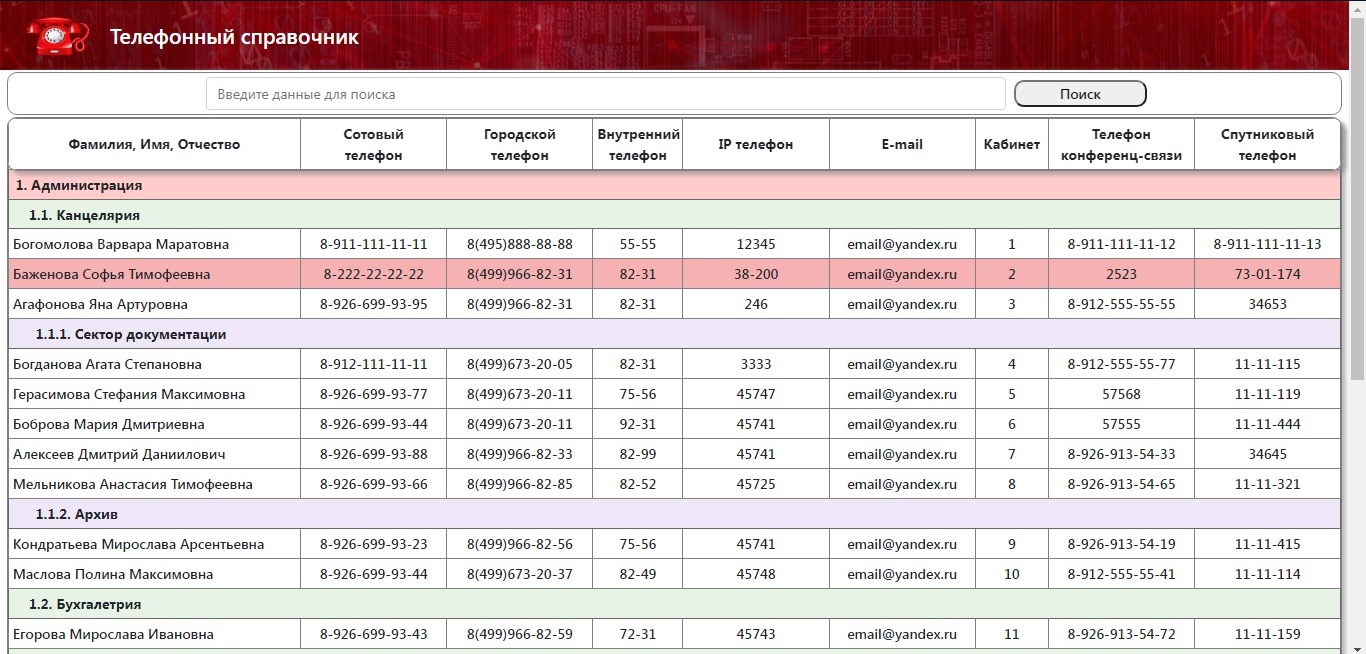 Телефонный справочник
Введите данные для поиска Поиск
Фамилия, Имя, Отчество Сотовый телефон Городской телефон Внутренний телефон IP телефон E-mail Кабинет Телефон конференц-связи Спутниковый телефон
1. Администрация
1.1. Канцелярия
Богомолова Варвара Маратовна 8-911-111-11-11 8(495)888-88-88 55-55 12345 email@yandex.ru 1 8-911-111-11-12 8-911-111-11-13
Баженова Софья Тимофеевна 8-222-22-22-22 8(499)966-82-31 82-31 38-200 email@yandex.ru 2 2523 73-01-174
Агафонова Яна Артуровна 8-926-699-93-95 8(499)966-82-31 82-31 246 email@yandex.ru 3 8-912-555-55-55 34653
1.1.1. Сектор документации
Богданова Агата Степановна 8-912-111-11-11 8(499)673-20-05 82-31 3333 email@yandex.ru 4 8-912-555-55-77 11-11-115
Герасимова Стефания Максимовна 8-926-699-93-77 8(499)673-20-11 75-56 45747 email@yandex.ru 5 57568 11-11-119
Боброва Мария Дмитриевна 8-926-699-93-44 8(499)673-20-11 92-31 45741 email@yandex.ru 6 57555 11-11-444
Алексеев Дмитрий Даниилович 8-926-699-93-88 8(499)966-82-33 82-99 45741 email@yandex.ru 7 8-926-913-54-33 34645
Мельникова Анастасия Тимофеевна 8-926-699-93-66 8(499)966-82-85 82-52 45725 email@yandex.ru 8 8-926-913-54-65 11-11-321
1.1.2. Архив
Кондратьева Мирослава Арсентьевна 8-926-699-93-23 8(499)966-82-56 75-56 45741 email@yandex.ru 9 8-926-913-54-19 11-11-415
Маслова Полина Максимовна 8-926-699-93-44 8(499)673-20-37 82-49 45748 email@yandex.ru 10 8-912-555-55-41 11-11-114
1.2. Бухгалетрия
Егорова Мирослава Ивановна 8-926-699-93-43 8(499)966-82-59 72-31 45743 email@yandex.ru 11 8-926-913-54-72 11-11-159